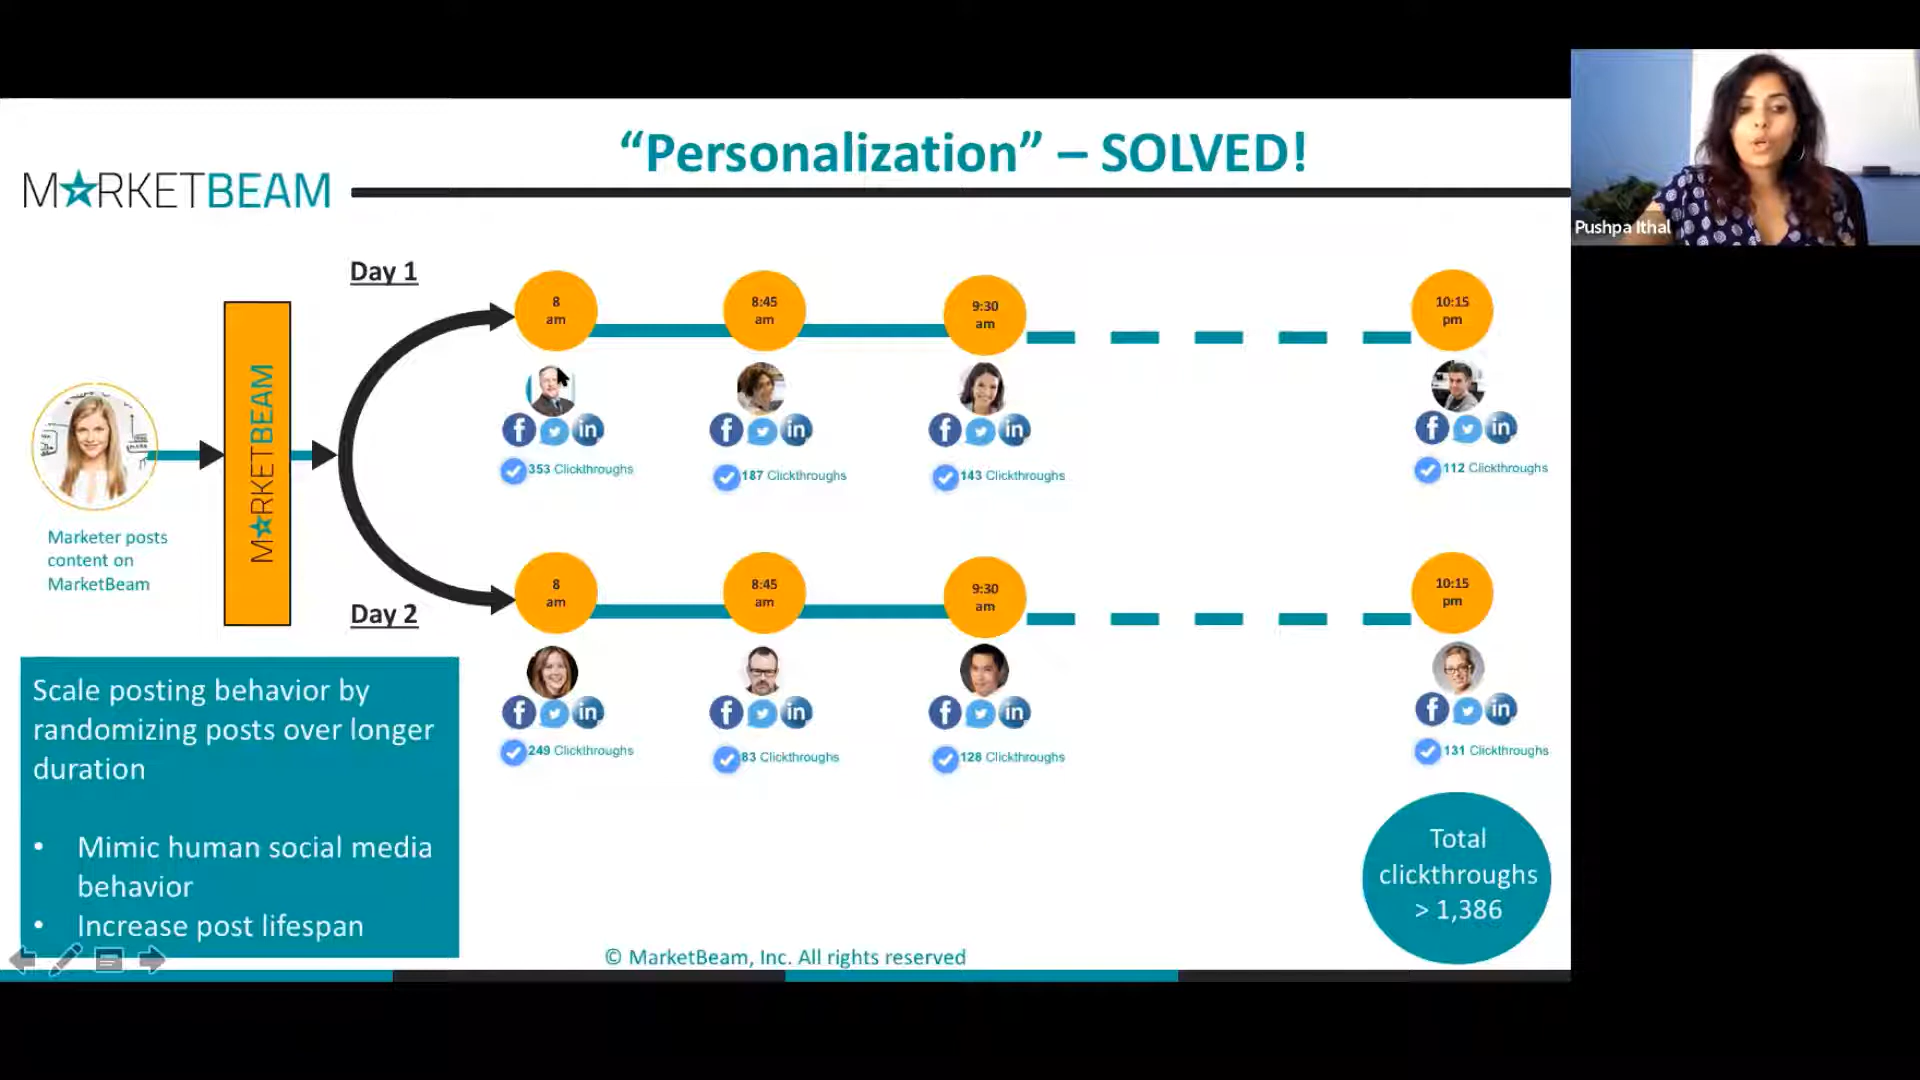 “Personalization” – SOLVED!
MARKETBEAM
Pushpa Ithal
Day 1
8 am
8:45 am
9:30 am
10:15 pm
353 Clickthroughs
187 Clickthroughs
143 Clickthroughs
112 Clickthroughs
MARKETBEAM
Marketer posts
content on
MarketBeam
Day 2
8 am
8:45 am
9:30 am
10:15 pm
249 Clickthroughs
83 Clickthroughs
128 Clickthroughs
131 Clickthroughs
Scale posting behavior by
randomizing posts over longer
duration
• Mimic human social media
behavior
• Increase post lifespan
Total
clickthroughs
> 1,386
© MarketBeam, Inc. All rights reserved